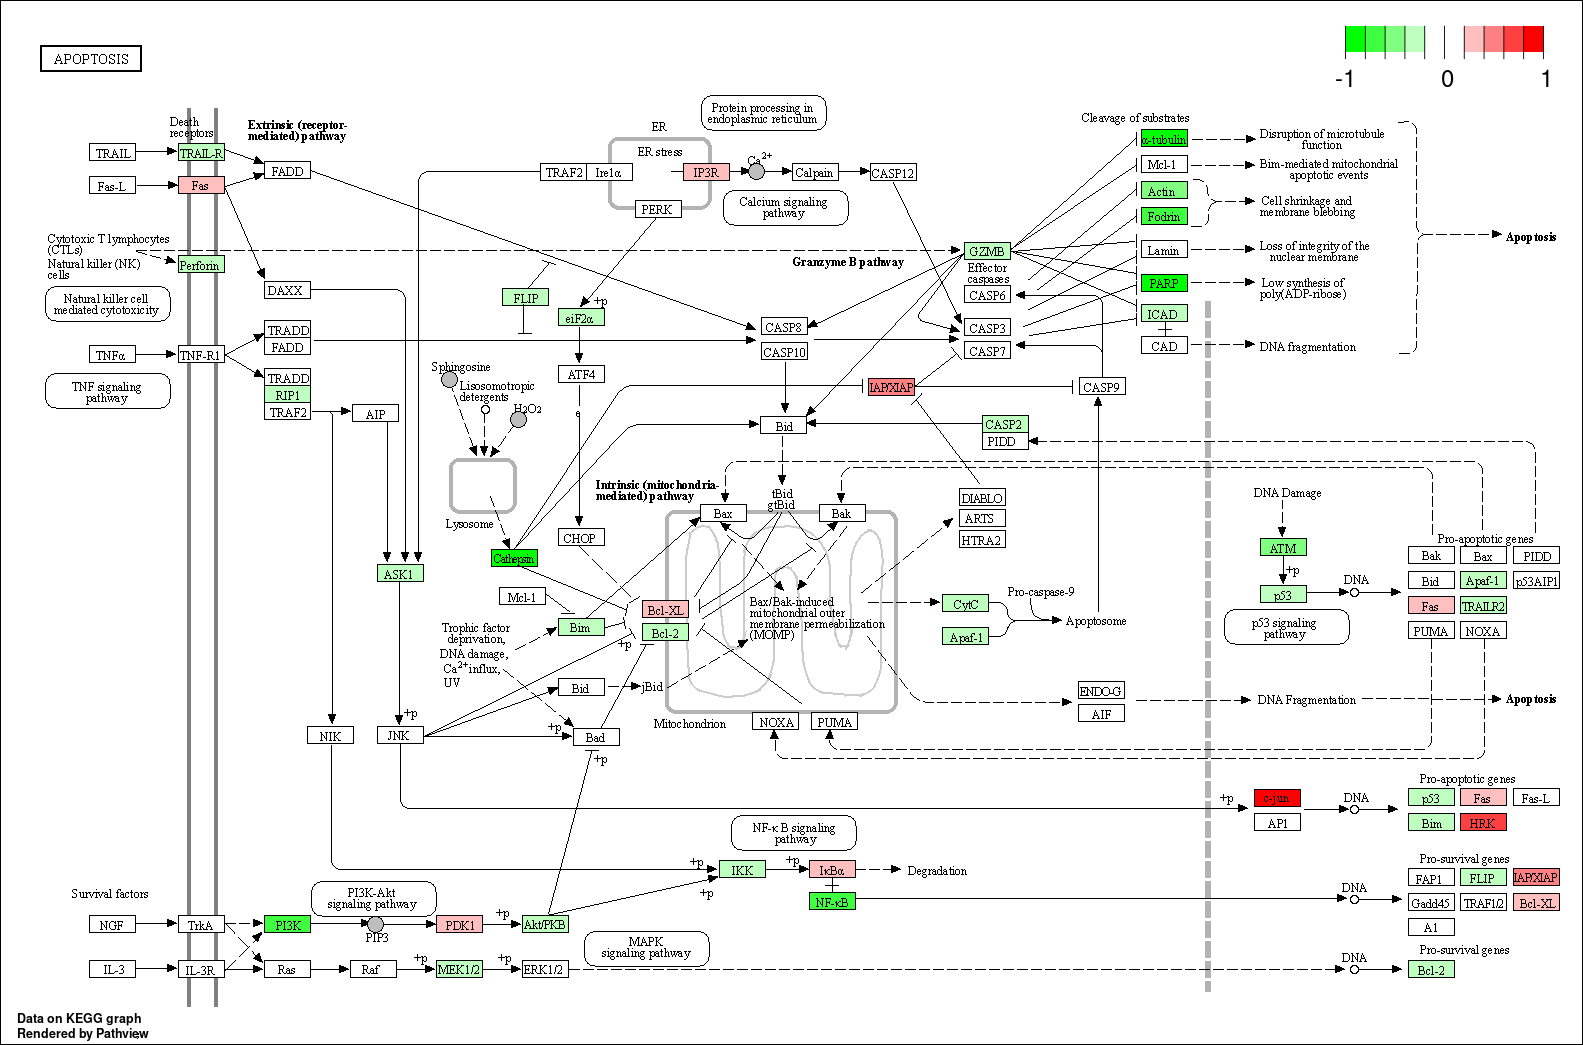 APOPTOSIS
-1
0
1
Death
receptors
Extrinsic (receptor-
mediated) pathway
TRAIL
TRAIL-R
FADD
Fas-L
Fas
Cytotoxic T lymphocytes
(CTLs)
Natural killer (NK)
cells
Perforin
DAXX
Natural killer cell
mediated cytotoxicity
TRADD
FADD
TNFα
TNF-R1
TRADD
RIP1
TRAF2
TNF signaling
pathway
AIP
ER
ER stress
Protein processing in
endoplasmic reticulum
TRAF2
Ire1α
IP3R
Ca2+
Calpain
CASP12
PERK
Calcium signaling
pathway
Granzyme B pathway
GZMB
Effector
caspases
CASP6
CASP3
CASP7
FLIP
+p
eiF2α
CASP8
CASP10
ATF4
e
Sphingosine
Lisosomotropic
detergents
H2O2
IAP/XIAP
CASP9
Bid
CASP2
PIDD
Lysosome
Intrinsic (mitochondria-
mediated) pathway
tBid
gtBid
Bax
Bak
DIABLO
ARTS
HTRA2
CHOP
Cathepsin
ASK1
Mcl-1
Bcl-XL
Bcl-2
Bim
+p
Trophic factor
deprivation,
DNA damage,
Ca2+ influx,
UV
Bax/Bak-induced
mitochondrial outer
membrane permeabilization
(MOMP)
CytC
Apaf-1
Pro-caspase-9
Apoptosome
Bid
jBid
Mitochondrion
NOXA
PUMA
ENDO-G
AIF
NIK
+p
JNK
+p
Bad
+p
Cleavage of substrates
α-tubulin
Mcl-1
Actin
Fodrin
Lamin
PARP
ICAD
CAD
Disruption of microtubule
function
Bim-mediated mitochondrial
apoptotic events
Cell shrinkage and
membrane blebbing
Loss of integrity of the
nuclear membrane
Low synthesis of
poly(ADP-ribose)
DNA fragmentation
Apoptosis
DNA Damage
ATM
+p
p53
DNA
p53 signaling
pathway
Pro-apoptotic genes
Bak
Bax
PIDD
Bid
Apaf-1
p53AIP1
Fas
TRAILR2
PUMA
NOXA
DNA Fragmentation
Apoptosis
+p
c-jun
AP1
DNA
Pro-apoptotic genes
p53
Fas
Fas-L
Bim
HRK
NF-κB signaling
pathway
+p
IKK
+p
IκBα
Degradation
NF-κB
+p
DNA
Pro-survival genes
FAP1
FLIP
IAP/XIAP
Gadd45
TRAF1/2
Bcl-XL
A1
Survival factors
PI3K-Akt
signaling pathway
NGF
TrkA
PI3K
PIP3
PDK1
+p
Akt/PKB
MAPK
signaling pathway
IL-3
IL-3R
Ras
Raf
+p
MEK1/2
+p
ERK1/2
DNA
Pro-survival genes
Bcl-2
Data on KEGG graph
Rendered by Pathview